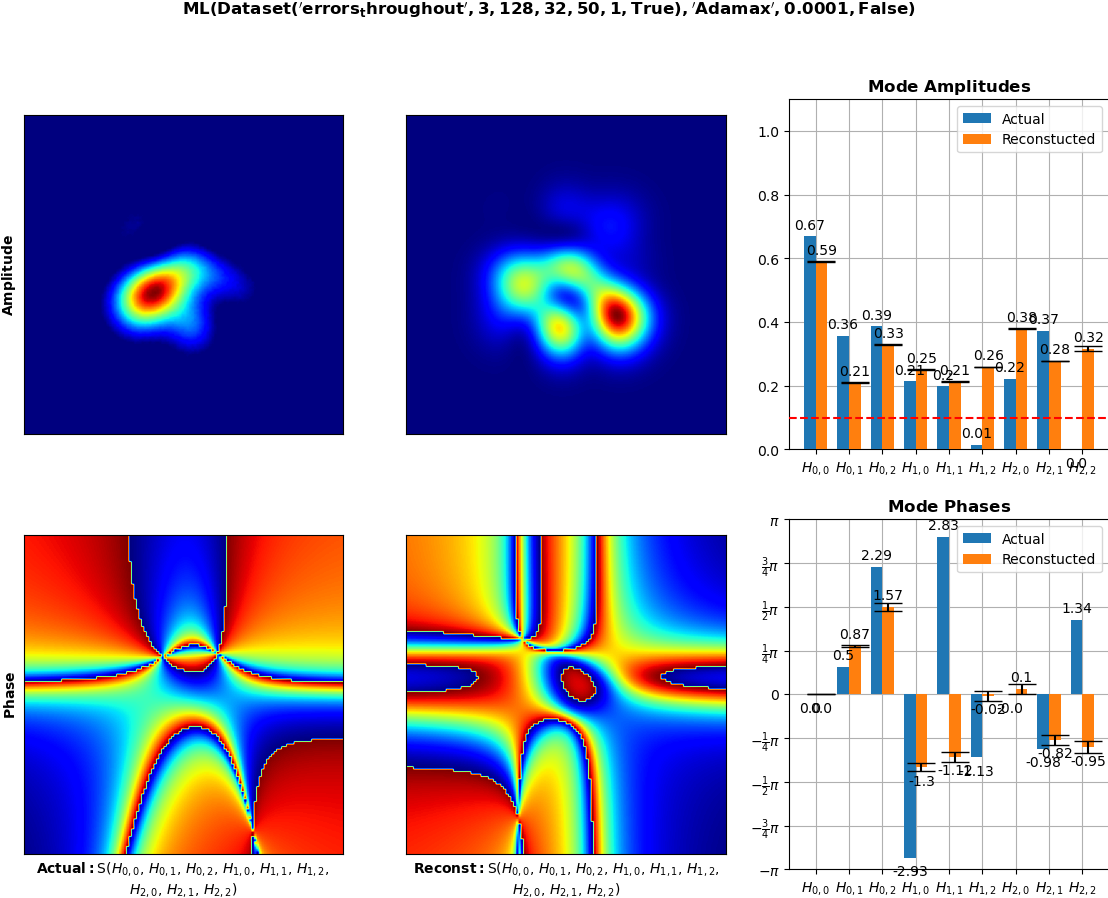 ML(Dataset('errors_throughout', 3, 128, 32, 50, 1, True), 'Adamax', 0.0001, False)
Amplitude
Mode Amplitudes
Actual
Reconstucted
1.0
0.8
0.6
0.4
0.2
0.0
0.67
0.59
0.36
0.21
0.39
0.33
0.21
0.25
0.2
0.21
0.01
0.26
0.22
0.38
0.37
0.28
0.0
0.32
H0,0 H0,1 H0,2 H1,0 H1,1 H1,2 H2,0 H2,1 H2,2
Phase
Actual: S(H0,0, H0,1, H0,2, H1,0, H1,1, H1,2,
H2,0, H2,1, H2,2)
Reconst: S(H0,0, H0,1, H0,2, H1,0, H1,1, H1,2,
H2,0, H2,1, H2,2)
Mode Phases
Actual
Reconstucted
π
3/4π
1/2π
1/4π
0
−1/4π
−1/2π
−3/4π
−π
0.0
0.0
0.5
0.87
2.29
1.57
-2.93
-1.3
2.83
-1.12
-1.13
0.0
0.1
-0.98
-0.82
1.34
-0.95
H0,0 H0,1 H0,2 H1,0 H1,1 H1,2 H2,0 H2,1 H2,2